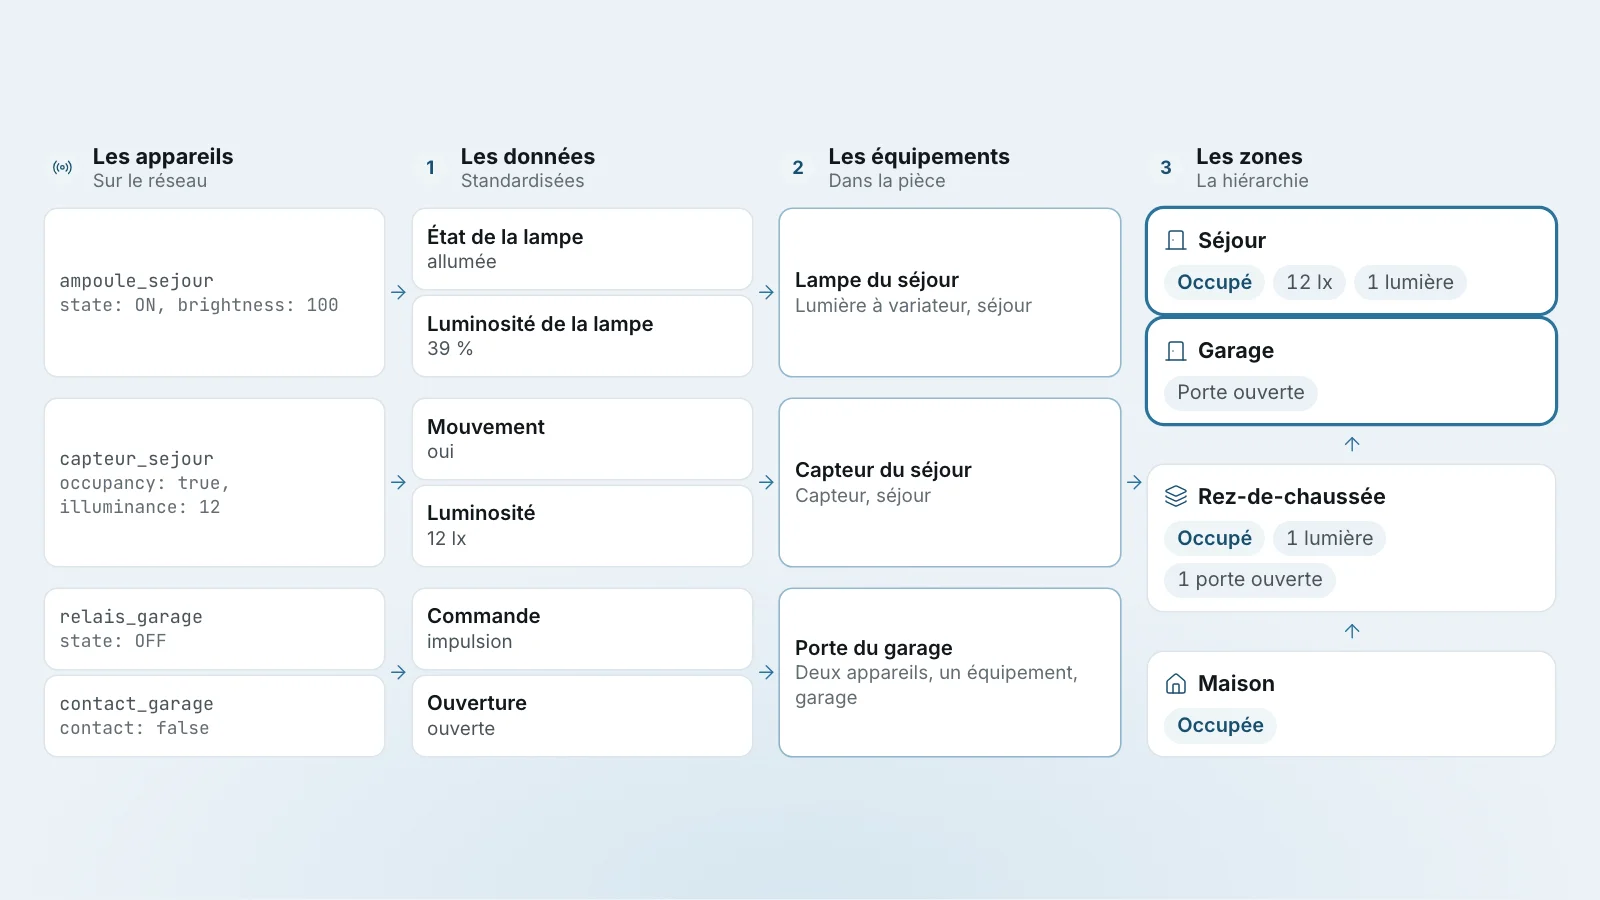 Les appareils
Sur le réseau
ampoule_sejour
state: ON, brightness: 100
capteur_sejour
occupancy: true,
illuminance: 12
relais_garage
state: OFF
contact_garage
contact: false
1
Les données
Standardisées
État de la lampe
allumée
Luminosité de la lampe
39 %
Mouvement
oui
Luminosité
12 lx
Commande
impulsion
Ouverture
ouverte
2
Les équipements
Dans la pièce
Lampe du séjour
Lumière à variateur, séjour
Capteur du séjour
Capteur, séjour
Porte du garage
Deux appareils, un équipement,
garage
3
Les zones
La hiérarchie
Séjour
Occupé 12 lx 1 lumière
Garage
Porte ouverte
Rez-de-chaussée
Occupé 1 lumière
1 porte ouverte
Maison
Occupée